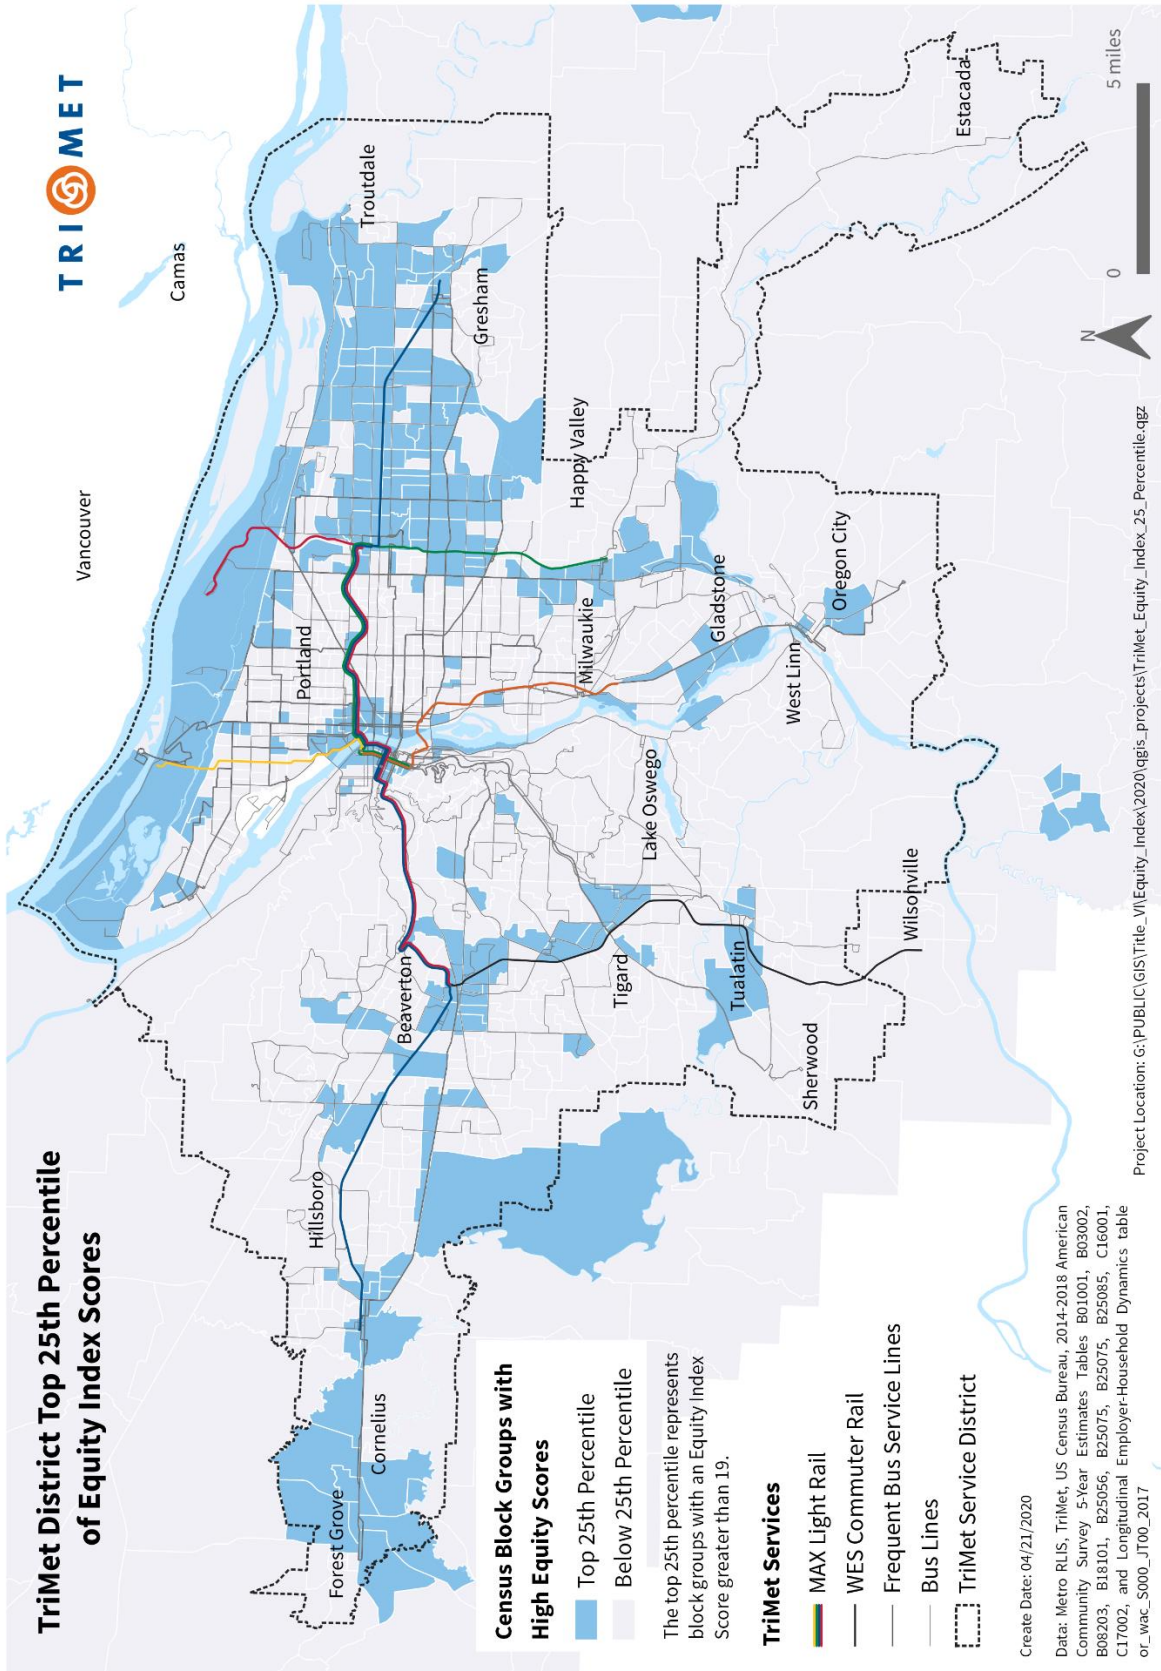 TriMet District Top 25th Percentile
of Equity Index Scores
TRI MET
Vancouver
Camas
Portland
Troutdale
Gresham
Happy Valley
Milwaukie
Gladstone
Oregon City
West Linn
Lake Oswego
Estacada
Beaverton
Hillsboro
Cornelius
Forest Grove
Tigard
Tualatin
Sherwood
Wilsonville
Census Block Groups with
High Equity Scores
Top 25th Percentile
Below 25th Percentile
The top 25th percentile represents
block groups with an Equity Index
Score greater than 19.
TriMet Services
MAX Light Rail
WES Commuter Rail
Frequent Bus Service Lines
Bus Lines
TriMet Service District
N
0
5 miles
Create Date: 04/21/2020
Data: Metro RLIS, TriMet, US Census Bureau, 2014-2018 American
Community Survey 5-Year Estimates Tables B01001, B03002,
B08203, B18101, B25056, B25075, B25075, B25085, C16001,
C17002, and Longitudinal Employer-Household Dynamics table
or_wac_S000_JT00_2017
Project Location: G:\PUBLIC\GIS\Title_VI\Equity_Index\2020\qgis_projects\TriMet_Equity_Index_25_Percentile.qgz